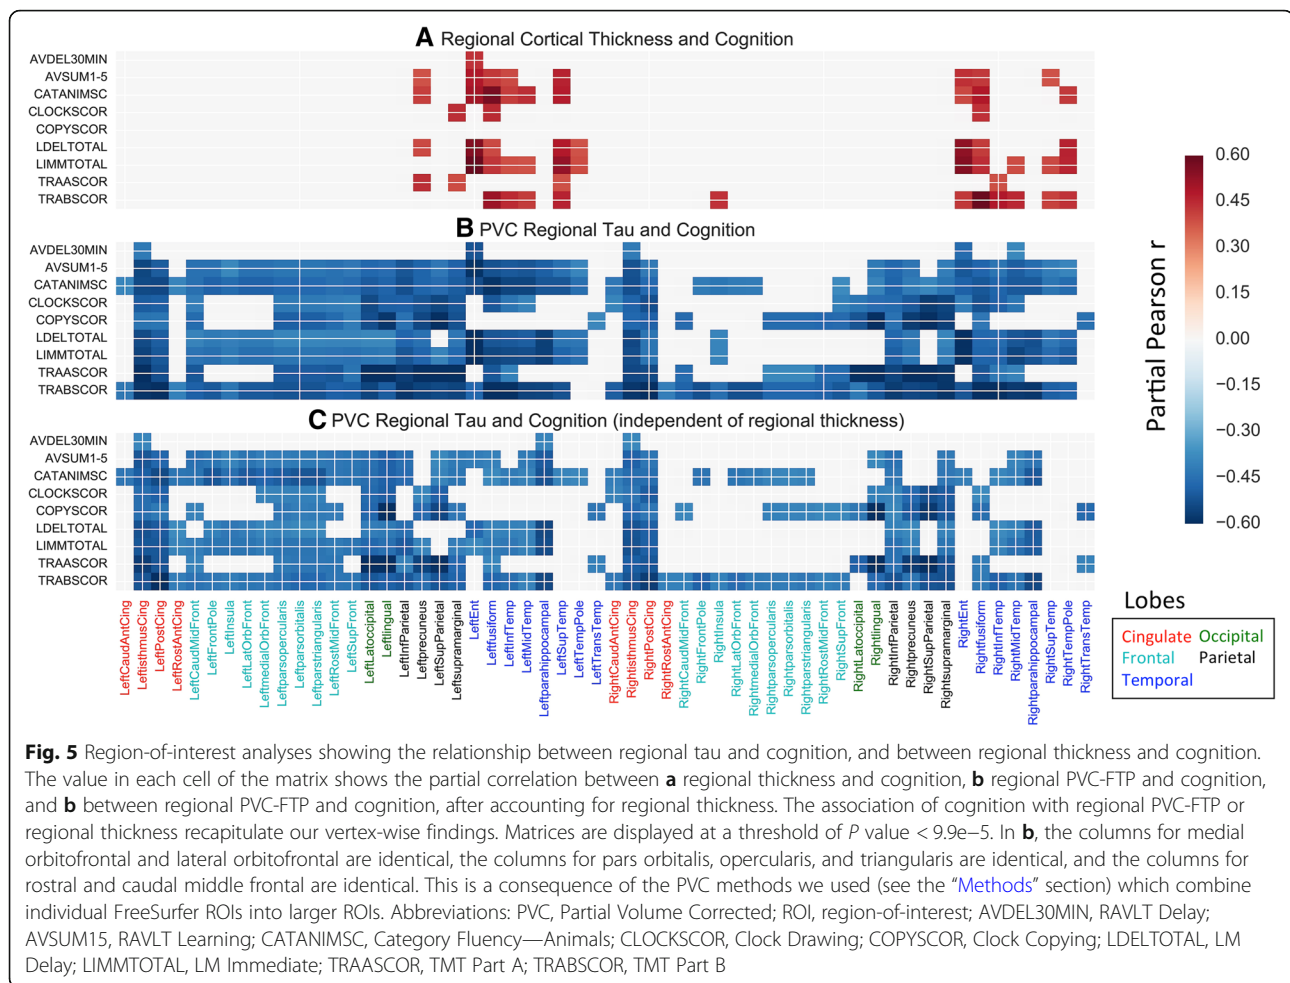 A Regional Cortical Thickness and Cognition
AVDEL30MIN
AVSUM1-5
CATANIMSC
CLOCKSCOR
COPYSCOR
LDELTOTAL
LIMMTOTAL
TRAASCOR
TRABSCOR
B PVC Regional Tau and Cognition
AVDEL30MIN
AVSUM1-5
CATANIMSC
CLOCKSCOR
COPYSCOR
LDELTOTAL
LIMMTOTAL
TRAASCOR
TRABSCOR
C PVC Regional Tau and Cognition (independent of regional thickness)
AVDEL30MIN
AVSUM1-5
CATANIMSC
CLOCKSCOR
COPYSCOR
LDELTOTAL
LIMMTOTAL
TRAASCOR
TRABSCOR
LeftCaudAntCing
LeftisthmusCing
LeftPostCing
LeftRostAntCing
LeftCaudMidFront
LeftFrontPole
LeftInsula
LeftLatOrbFront
LeftmedialOrbFront
Leftparsopercularis
Leftparsorbitalis
Leftparstriangularis
LeftRostMidFront
LeftSupFront
LeftLatoccipital
LeftLingual
LeftInfParietal
Leftprecuneus
LeftSupParietal
Leftsupramarginal
LeftEnt
Leftfusiform
LeftInfTemp
LeftMidTemp
Leftparahippocampal
LeftSupTemp
LeftTempPole
LeftTransTemp
RightCaudAntCing
RightisthmusCing
RightPostCing
RightRostAntCing
RightCaudMidFront
RightFrontPole
RightInsula
RightLatOrbFront
RightmedialOrbFront
Rightparsopercularis
Rightparsorbitalis
Rightparstriangularis
RightRostMidFront
RightSupFront
RightLatoccipital
RightLingual
RightInfParietal
Rightprecuneus
RightSupParietal
Rightsupramarginal
RightEnt
Rightfusiform
RightInfTemp
RightMidTemp
Rightparahippocampal
RightSupTemp
RightTempPole
RightTransTemp
Partial Pearson r
0.60
0.45
0.30
0.15
0.00
−0.15
−0.30
−0.45
−0.60
Lobes
Cingulate Occipital
Frontal Parietal
Temporal
Fig. 5 Region-of-interest analyses showing the relationship between regional tau and cognition, and between regional thickness and cognition.
The value in each cell of the matrix shows the partial correlation between a regional thickness and cognition, b regional PVC-FTP and cognition,
and b between regional PVC-FTP and cognition, after accounting for regional thickness. The association of cognition with regional PVC-FTP or
regional thickness recapitulate our vertex-wise findings. Matrices are displayed at a threshold of P value < 9.9e−5. In b, the columns for medial
orbitofrontal and lateral orbitofrontal are identical, the columns for pars orbitalis, opercularis, and triangularis are identical, and the columns for
rostral and caudal middle frontal are identical. This is a consequence of the PVC methods we used (see the “Methods” section) which combine
individual FreeSurfer ROIs into larger ROIs. Abbreviations: PVC, Partial Volume Corrected; ROI, region-of-interest; AVDEL30MIN, RAVLT Delay;
AVSUM15, RAVLT Learning; CATANIMSC, Category Fluency—Animals; CLOCKSCOR, Clock Drawing; COPYSCOR, Clock Copying; LDELTOTAL, LM
Delay; LIMMTOTAL, LM Immediate; TRAASCOR, TMT Part A; TRABSCOR, TMT Part B